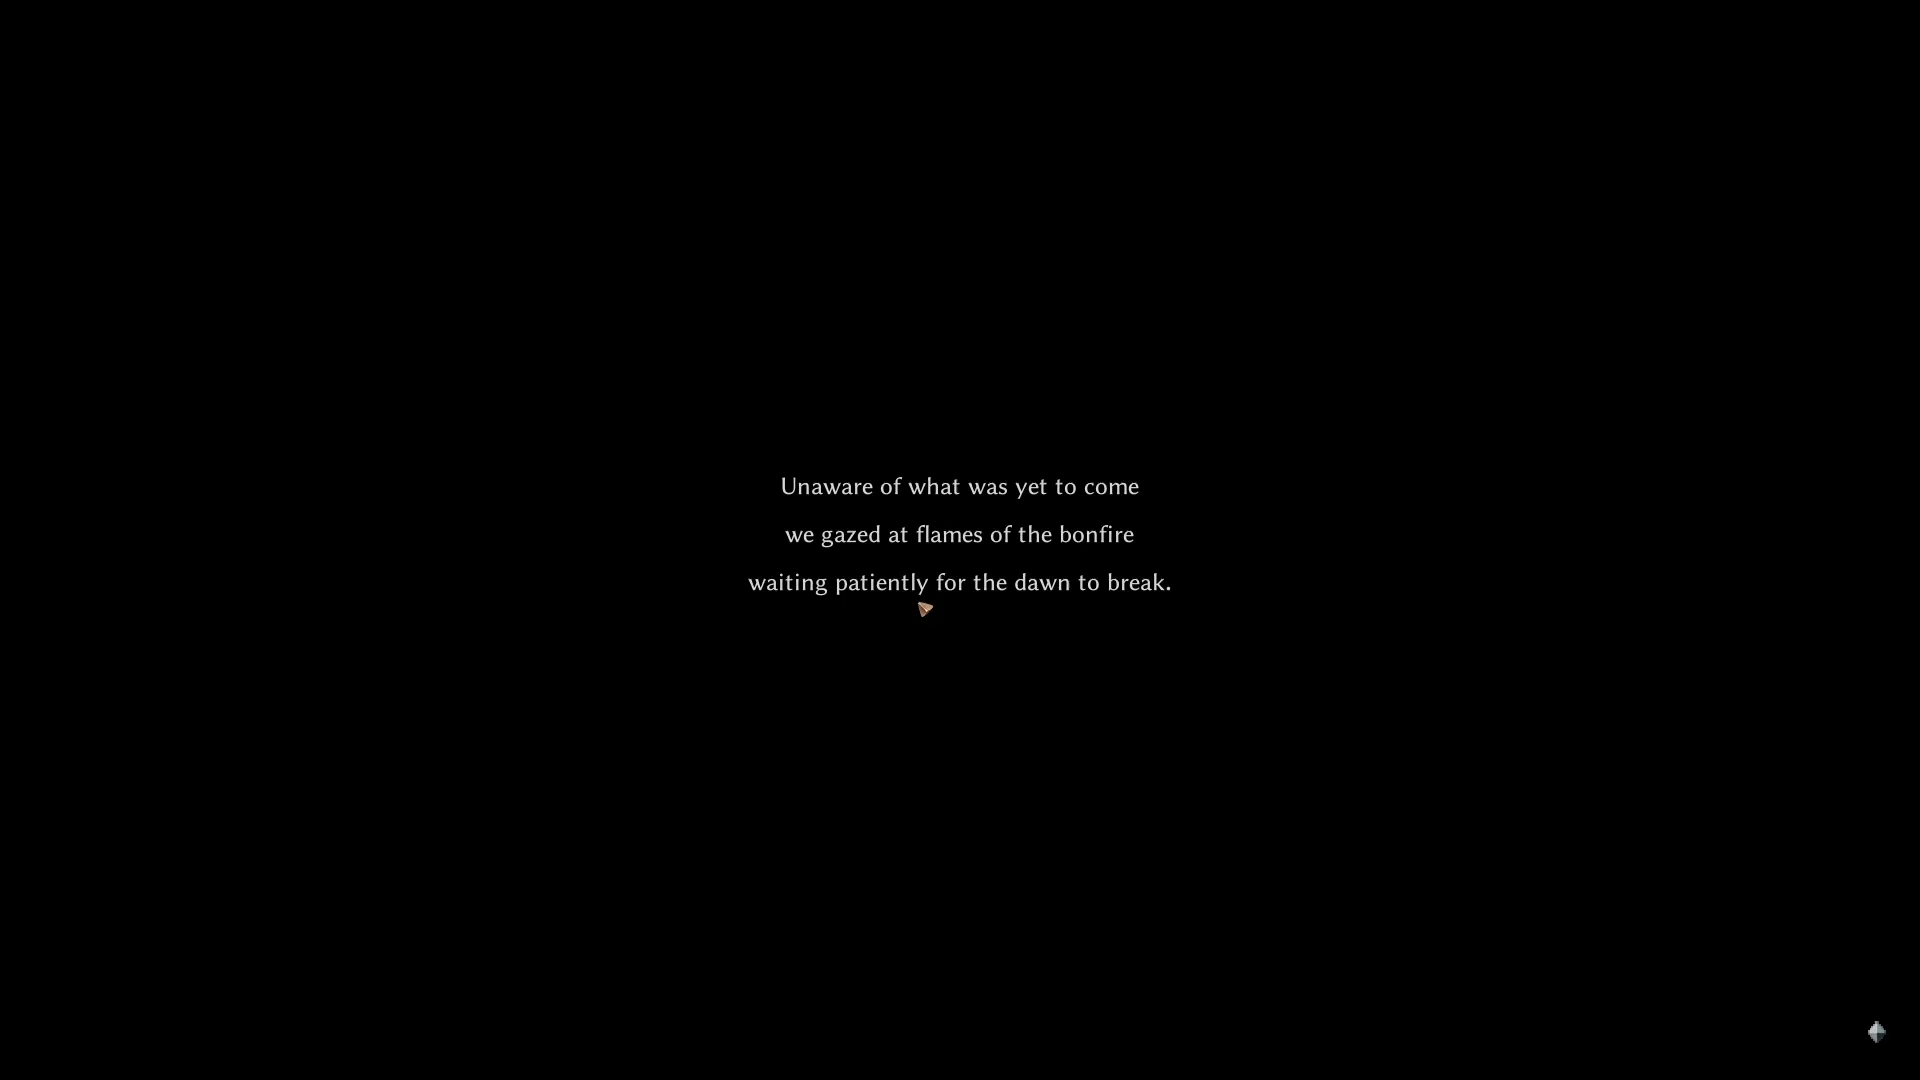 Unaware of what was yet to come
we gazed at flames of the bonfire
waiting patiently for the dawn to break.